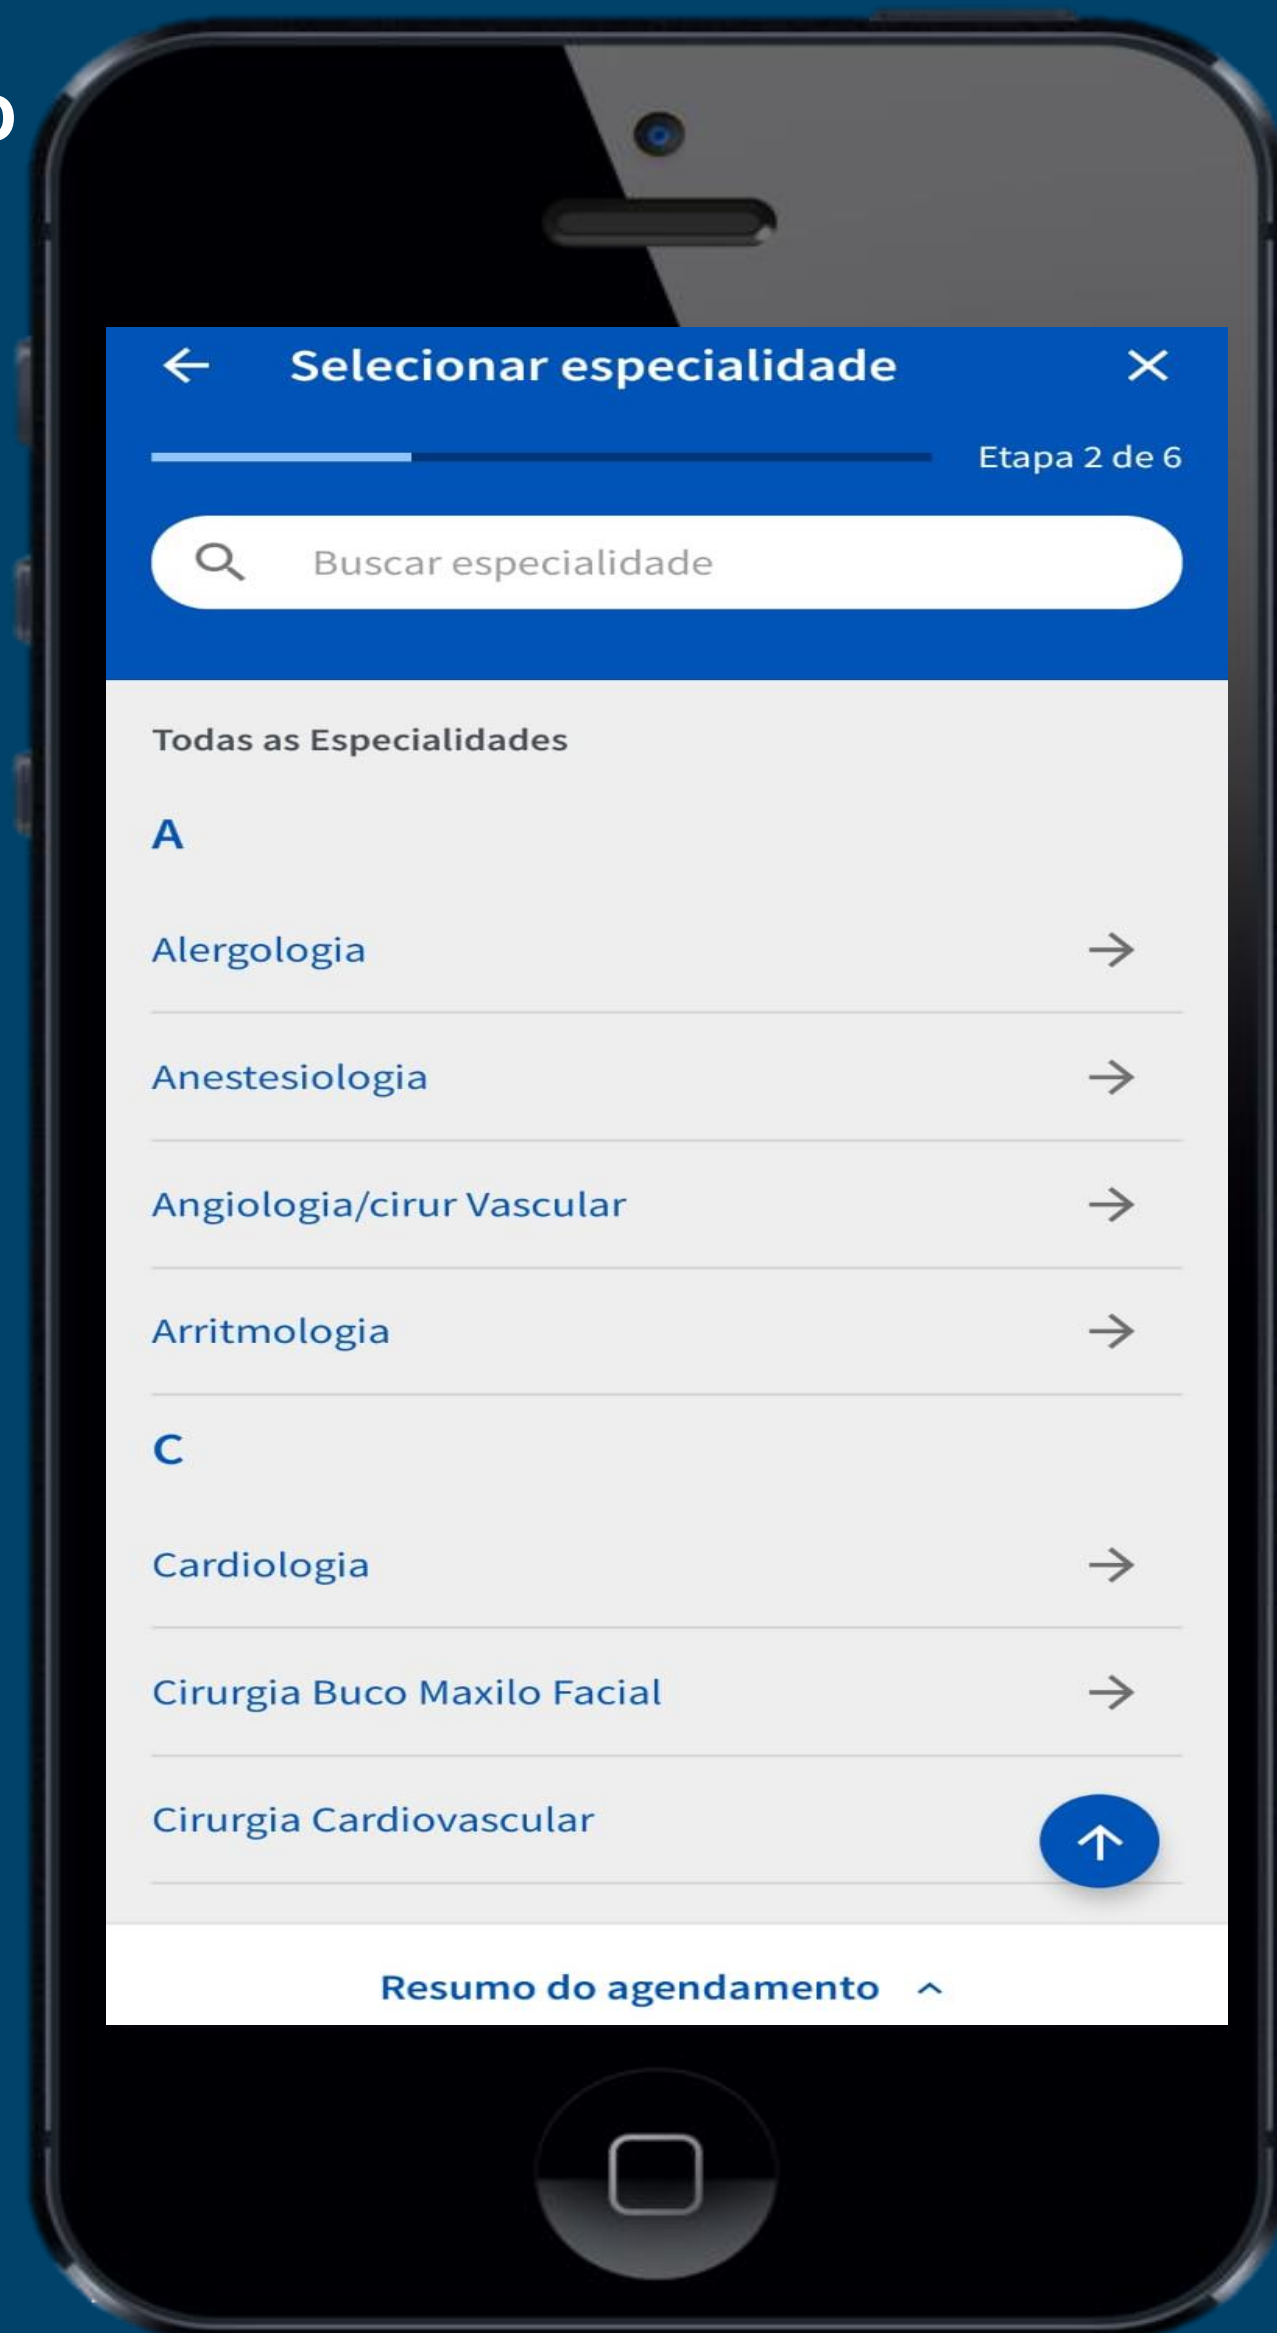 Selecionar especialidade
Etapa 2 de 6
Buscar especialidade
Todas as Especialidades
A
Alergologia
Anestesiologia
Angiologia/cirur Vascular
Arritmologia
C
Cardiologia
Cirurgia Buco Maxilo Facial
Cirurgia Cardiovascular
Resumo do agendamento